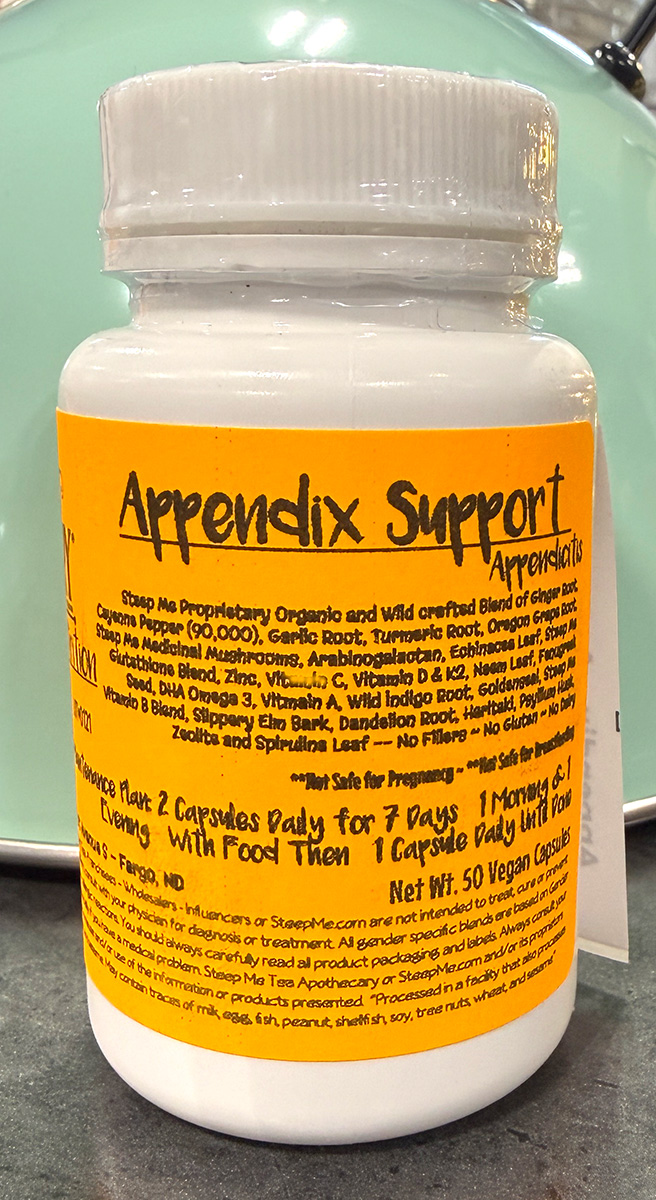 Appendix Support
Appendicitis
Steep Me Proprietary Organic and Wild crafted Blend of Ginger Root,
Cayenne Pepper (90,000), Garlic Root, Turmeric Root, Oregon Grape Root,
Steep Me Medicinal Mushrooms, Arabinogalactan, Echinacea Leaf, Steep Me
Glutathione Blend, Zinc, Vitamin C, Vitamin D & K2, Neem Leaf, Fenugreek
Seed, DHA Omega 3, Vitmain A, Wild Indigo Root, Goldenseal, Steep Me
Vitamin B Blend, Slippery Elm Bark, Dandelion Root, Haritaki, Psyllium Husk,
Zeolite and Spirulina Leaf -- No Fillers ~ No Gluten ~ No Dairy
**Not Safe for Pregnancy ~ **Not Safe for Breastfeeding
Plan: 2 Capsules Daily for 7 Days 1 Morning & 1
Evening With Food Then 1 Capsule Daily Until Done
S - Fargo, ND
Net Wt. 50 Vegan Capsules
- Wholesalers - Influencers or SteepMe.com are not intended to treat, cure or prevent
with your physician for diagnosis or treatment. All gender specific blends are based on Gender
You should always carefully read all product packaging and labels. Always consult your
if you have a medical problem. Steep Me Tea Apothecary or SteepMe.com and/or its proprietors
and/or use of the information or products presented. "Processed in a facility that also processes
May contain traces of milk, egg, fish, peanut, shellfish, soy, tree nuts, wheat, and sesame".